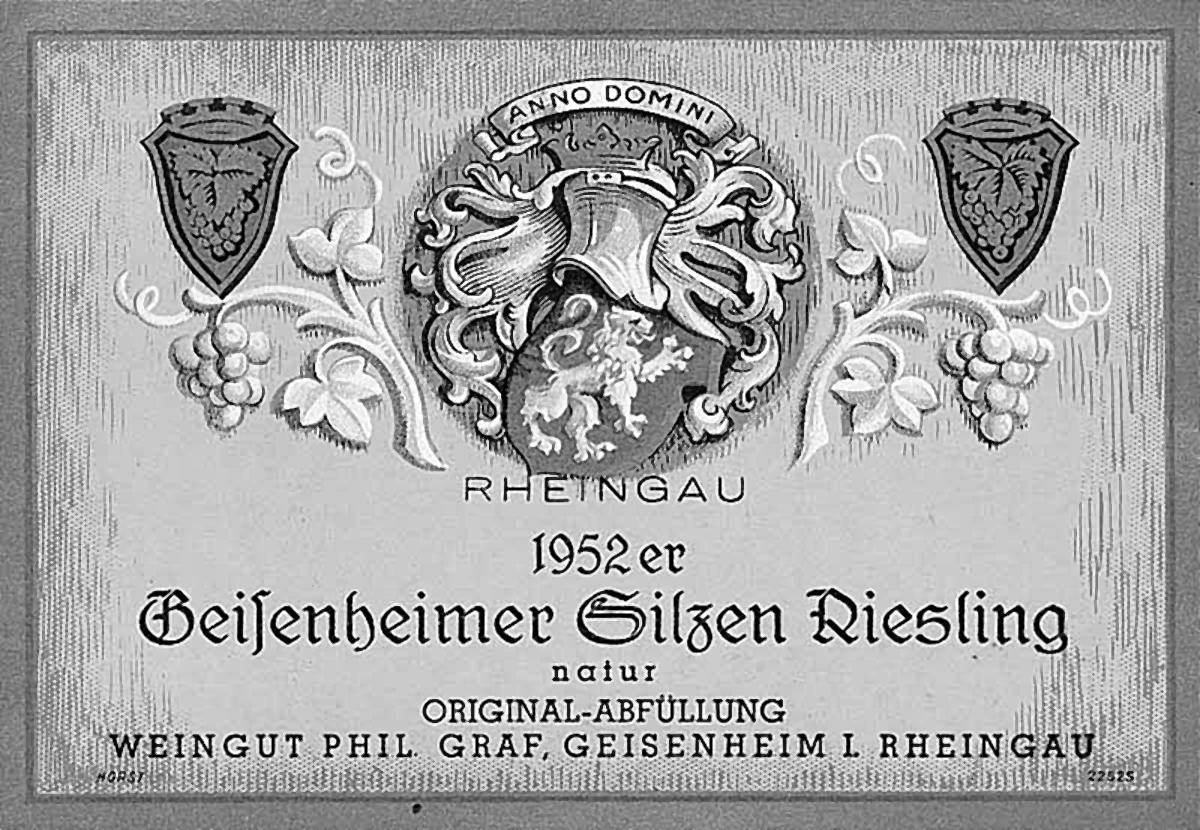 ANNO DOMINI
RHEINGAU
1952er
Geiſenheimer Silzen Riesling
natur
ORIGINAL-ABFÜLLUNG
WEINGUT PHIL. GRAF, GEISENHEIM I. RHEINGAU
HORST
22525